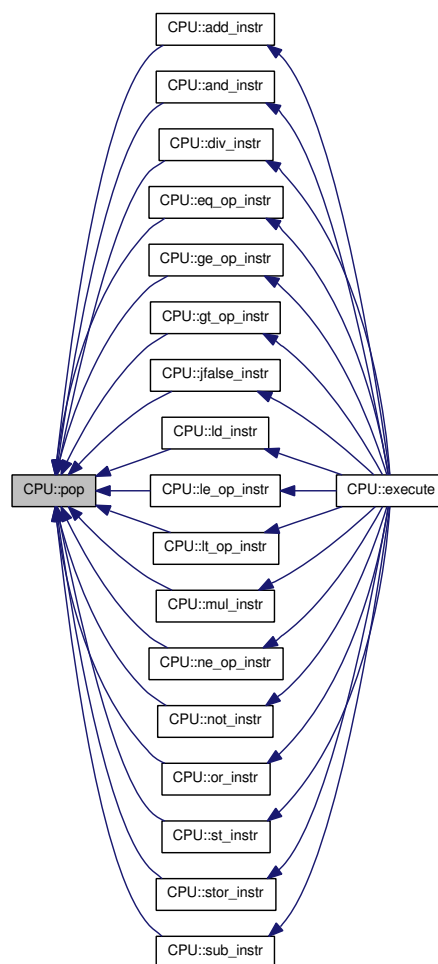 CPU::add_instr
CPU::and_instr
CPU::div_instr
CPU::eq_op_instr
CPU::ge_op_instr
CPU::gt_op_instr
CPU::jfalse_instr
CPU::ld_instr
CPU::pop
CPU::le_op_instr
CPU::execute
CPU::lt_op_instr
CPU::mul_instr
CPU::ne_op_instr
CPU::not_instr
CPU::or_instr
CPU::st_instr
CPU::stor_instr
CPU::sub_instr